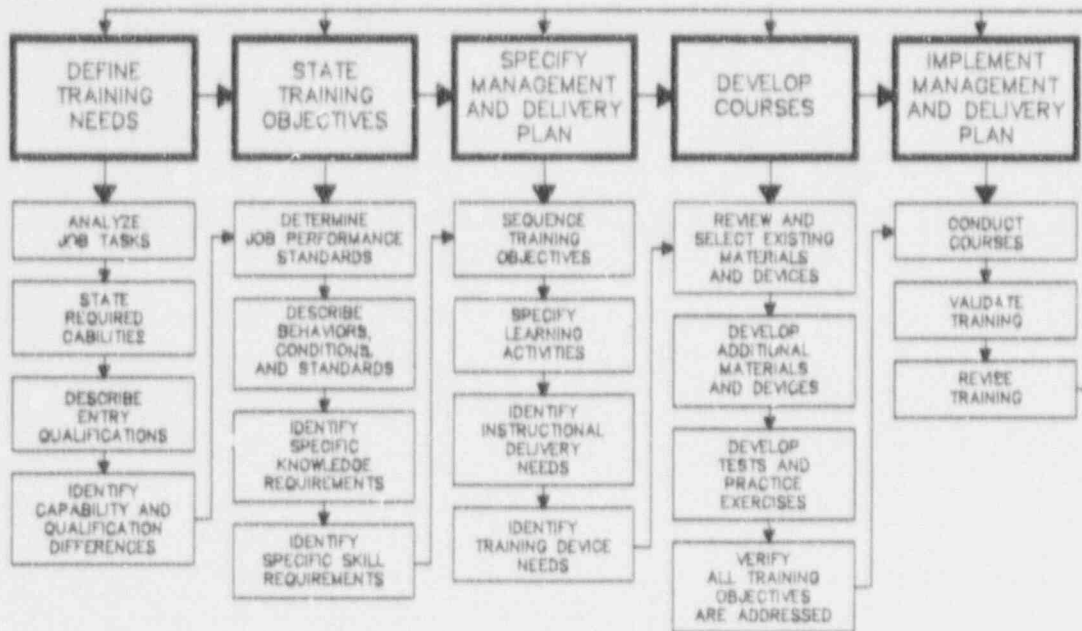 DEFINE
TRAINING
NEEDS
STATE
TRAINING
OBJECTIVES
SPECIFY
MANAGEMENT
AND DELIVERY
PLAN
DEVELOP
COURSES
IMPLEMENT
MANAGEMENT
AND DELIVERY
PLAN
ANALYZE
JOB TASKS
STATE
REQUIRED
CABILITIES
DESCRIBE
ENTRY
QUALIFICATIONS
IDENTIFY
CAPABILITY AND
QUALIFICATION
DIFFERENCES
DETERMINE
JOB PERFORMANCE
STANDARDS
DESCRIBE
BEHAVIORS,
CONDITIONS,
AND STANDARDS
IDENTIFY
SPECIFIC
KNOWLEDGE
REQUIREMENTS
IDENTIFY
SPECIFIC SKILL
REQUIREMENTS
SEQUENCE
TRAINING
OBJECTIVES
SPECIFY
LEARNING
ACTIVITIES
IDENTIFY
INSTRUCTIONAL
DELIVERY
NEEDS
IDENTIFY
TRAINING DEVICE
NEEDS
REVIEW AND
SELECT EXISTING
MATERIALS
AND DEVICES
DEVELOP
ADDITIONAL
MATERIALS
AND DEVICES
DEVELOP
TESTS AND
PRACTICE
EXERCISES
VERIFY
ALL TRAINING
OBJECTIVES
ARE ADDRESSED
CONDUCT
COURSES
VALIDATE
TRAINING
REVISE
TRAINING